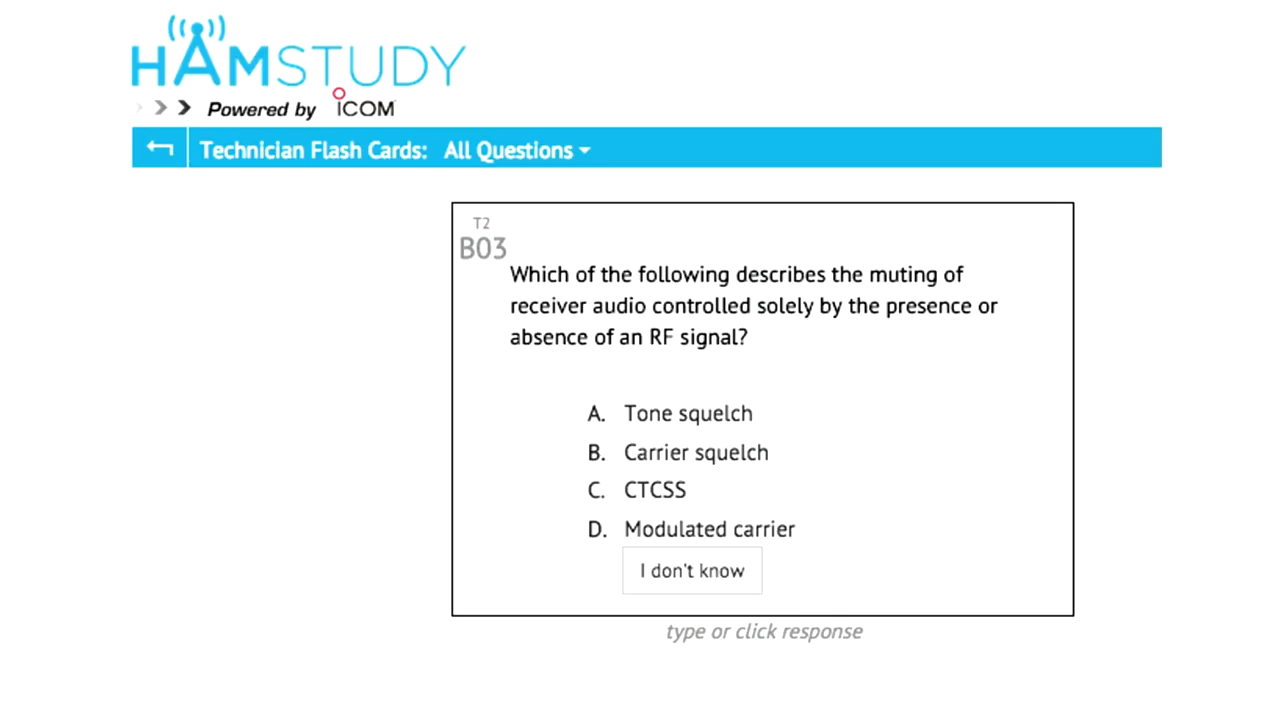 HAMSTUDY
Powered by ICOM
Technician Flash Cards: All Questions
T2
B03
Which of the following describes the muting of
receiver audio controlled solely by the presence or
absence of an RF signal?
A. Tone squelch
B. Carrier squelch
C. CTCSS
D. Modulated carrier
I don't know
type or click response